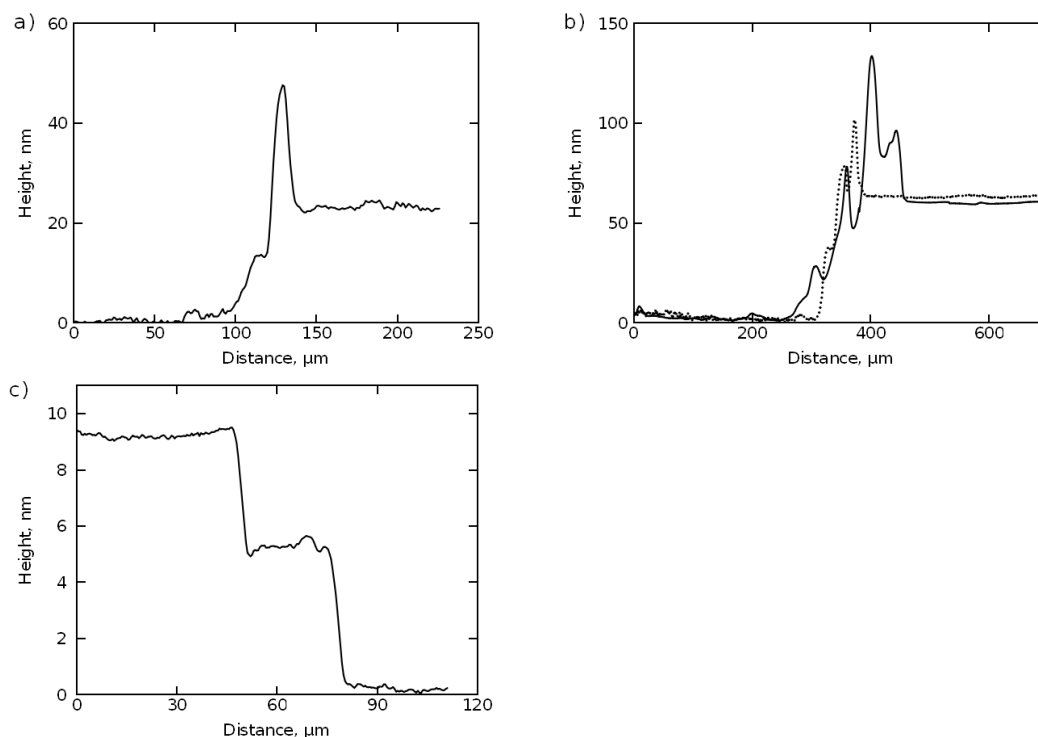 a)
60
40
20
0
Height, nm
0 50 100 150 200 250
Distance, μm
b)
150
100
50
0
Height, nm
0 200 400 600
Distance, μm
c)
10
8
6
4
2
0
Height, nm
0 30 60 90 120
Distance, μm